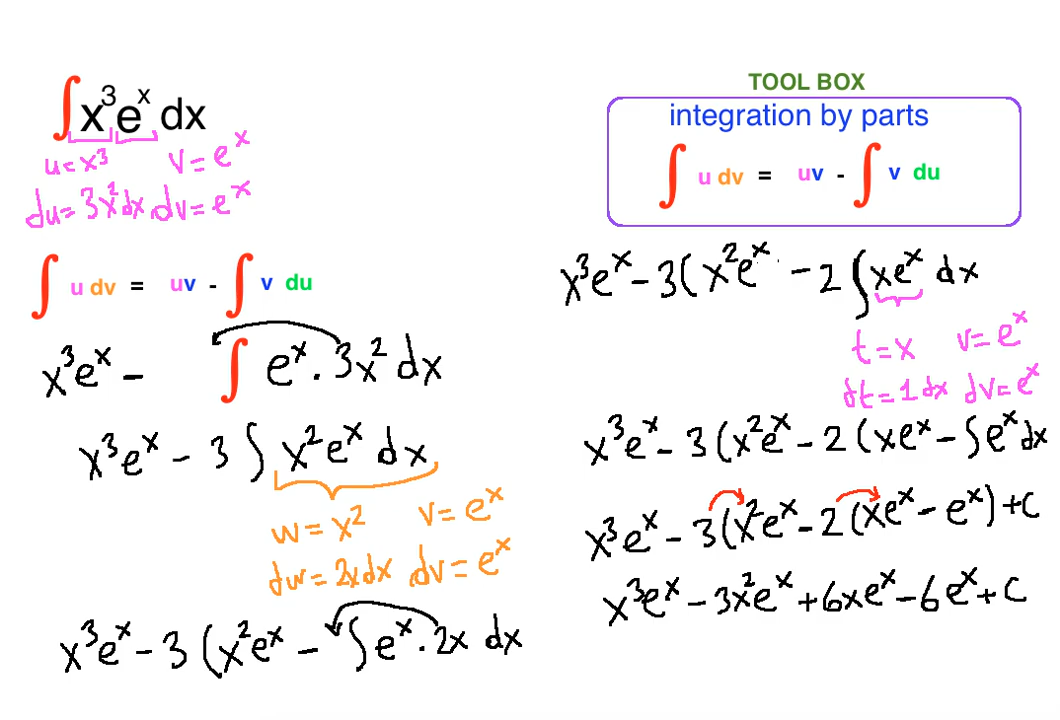 ∫x³eˣ dx
u=x³ v=eˣ
du=3x²dx dv=eˣ
∫ u dv = uv - ∫ v du
x³eˣ - ∫ eˣ.3x² dx
x³eˣ - 3 ∫ x²eˣ dx
w=x² v=eˣ
dw=2xdx dv=eˣ
x³eˣ - 3 (x²eˣ - ∫eˣ.2x dx
TOOL BOX
integration by parts
∫ u dv = uv - ∫ v du
x³eˣ - 3(x²eˣ - 2 ∫xeˣ dx
t=x v=eˣ
dt=1dx dv=eˣ
x³eˣ - 3 (x²eˣ - 2 (xeˣ - ∫eˣdx
x³eˣ - 3(x²eˣ - 2(xeˣ - eˣ)+c
x³eˣ - 3x²eˣ + 6xeˣ - 6eˣ + c